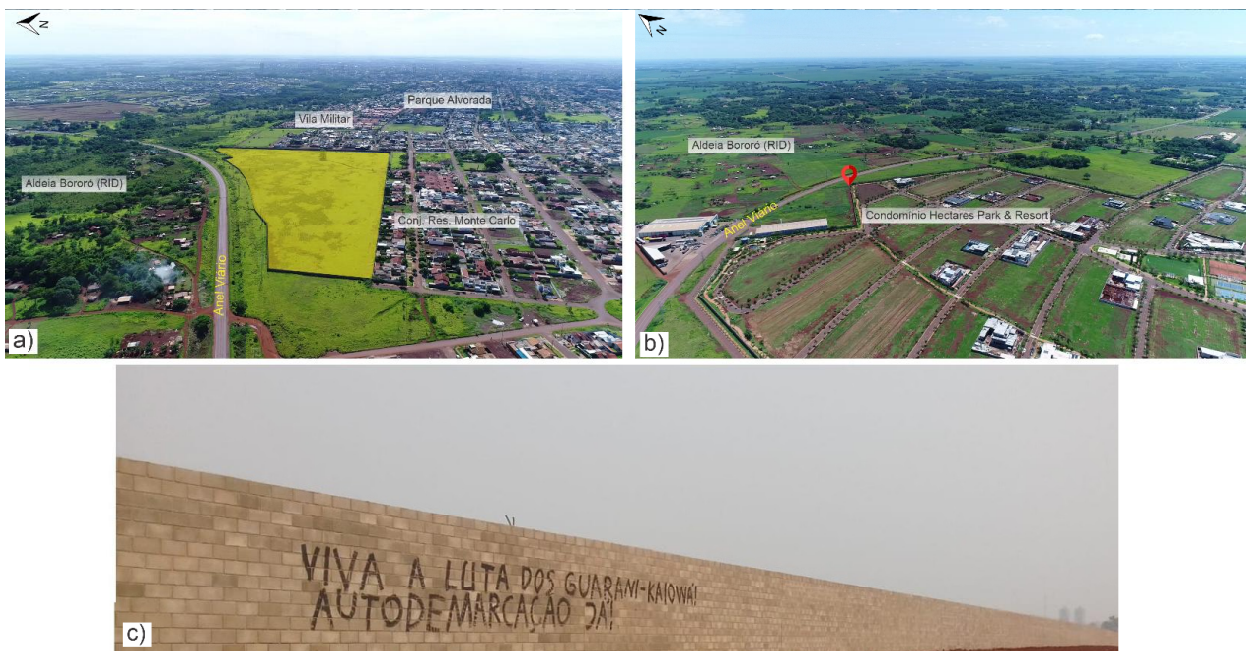 N
Parque Alvorada
Vila Militar
Aldeia Bororó (RID)
Conj. Res. Monte Carlo
Anel Viário
a)
N
Aldeia Bororó (RID)
Condomínio Hectares Park & Resort
Anel Viário
b)
VIVA A LUTA DOS GUARANI-KAIOWÁ!
AUTODEMARCAÇÃO JÁ!
c)